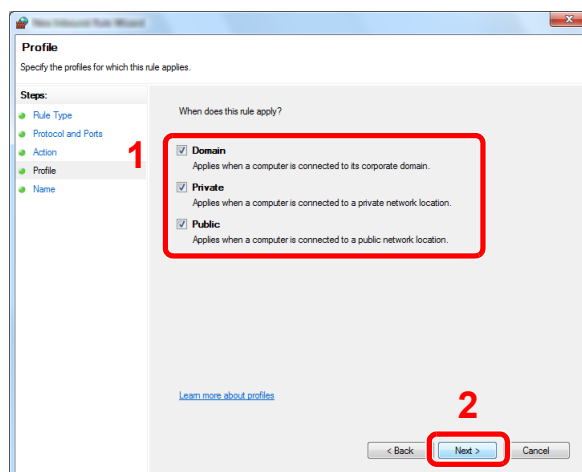 Profile
Specify the profiles for which this rule applies.
Steps:
Rule Type
Protocol and Ports
Action
Profile
Name
When does this rule apply?
1
Domain
Applies when a computer is connected to its corporate domain.
Private
Applies when a computer is connected to a private network location.
Public
Applies when a computer is connected to a public network location.
Learn more about profiles
2
< Back
Next >
Cancel